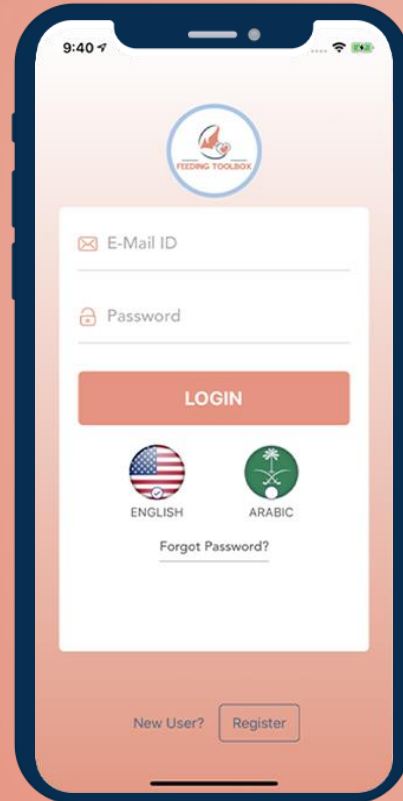 9:40
FEEDING TOOLBOX
E-Mail ID
Password
LOGIN
ENGLISH
ARABIC
Forgot Password?
New User?
Register